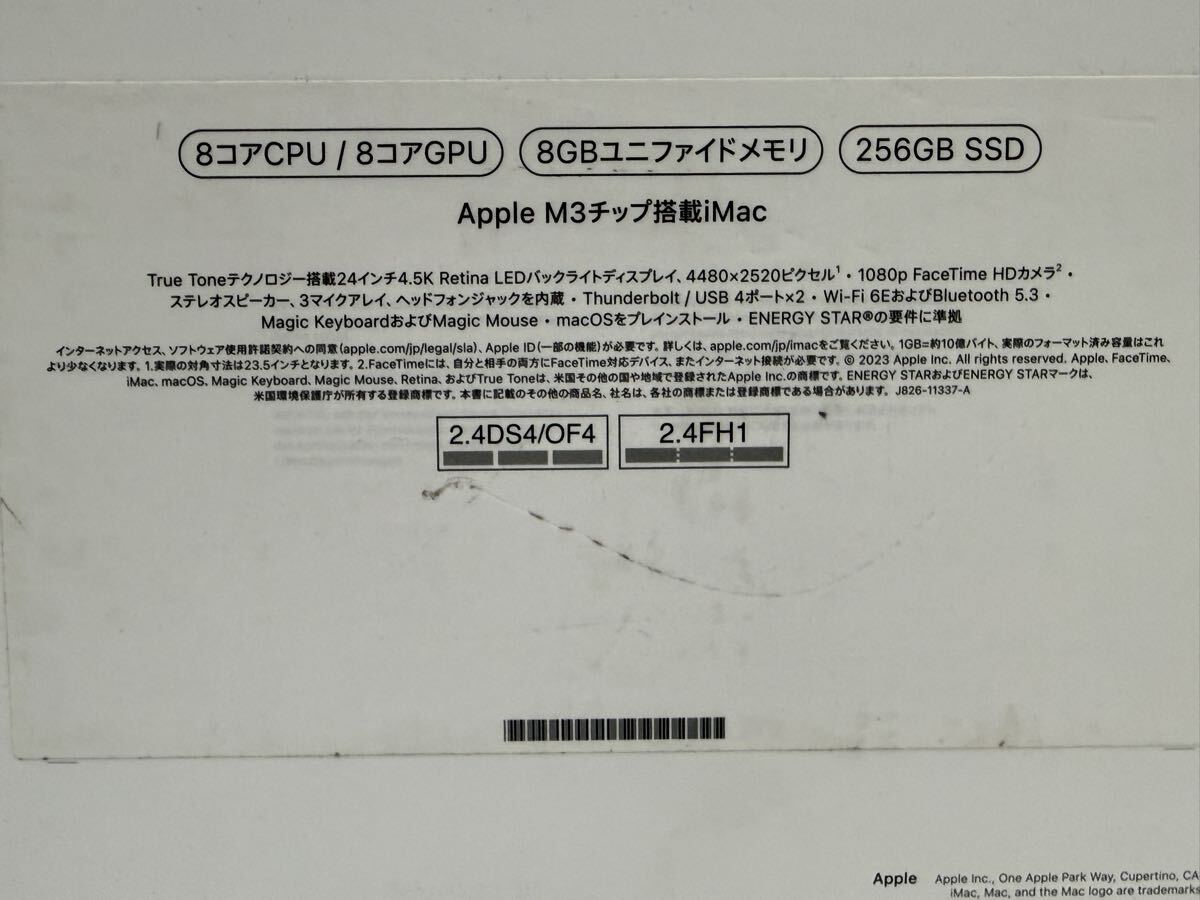 8コアCPU / 8コアGPU 8GBユニファイドメモリ 256GB SSD
Apple M3チップ搭載iMac
True Toneテクノロジー搭載24インチ4.5K Retina LEDバックライトディスプレイ、4480×2520ピクセル¹・1080p FaceTime HDカメラ²・
ステレオスピーカー、3マイクアレイ、ヘッドフォンジャックを内蔵・Thunderbolt / USB 4ポート×2・Wi-Fi 6EおよびBluetooth 5.3・
Magic KeyboardおよびMagic Mouse・macOSをプレインストール・ENERGY STAR®の要件に準拠
インターネットアクセス、ソフトウェア使用許諾契約への同意(apple.com/jp/legal/sla)、Apple ID(一部の機能)が必要です。詳しくは、apple.com/jp/imacをご覧ください。1GB=約10億バイト、実際のフォーマット済み容量はこれ
より少なくなります。1.実際の対角寸法は23.5インチとなります。2.FaceTimeには、自分と相手の両方にFaceTime対応デバイス、またインターネット接続が必要です。© 2023 Apple Inc. All rights reserved. Apple、FaceTime、
iMac、macOS、Magic Keyboard、Magic Mouse、Retina、およびTrue Toneは、米国その他の国や地域で登録されたApple Inc.の商標です。ENERGY STARおよびENERGY STARマークは、
米国環境保護庁が所有する登録商標です。本書に記載のその他の商品名、社名は、各社の商標または登録商標である場合があります。J826-11337-A
2.4DS4/OF4 2.4FH1
Apple Apple Inc., One Apple Park Way, Cupertino, CA
iMac, Mac, and the Mac logo are trademarks